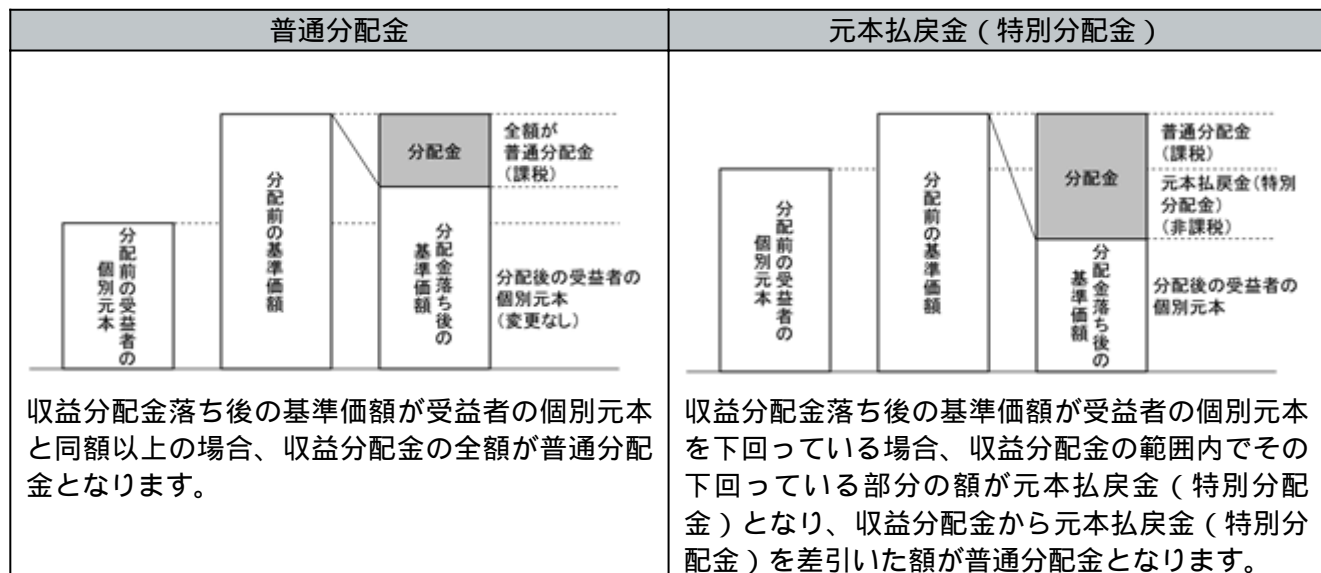 普通分配金
分配前の受益者の
個別元本
分配前の基準価額
分配金
分配金落ち後の
基準価額
全額が
普通分配金
(課税)
分配後の受益者の
個別元本
(変更なし)
収益分配金落ち後の基準価額が受益者の個別元本
と同額以上の場合、収益分配金の全額が普通分配
金となります。
元本払戻金(特別分配金)
分配前の受益者の
個別元本
分配前の基準価額
分配金
分配金落ち後の
基準価額
普通分配金
(課税)
元本払戻金(特別
分配金)
(非課税)
分配後の受益者の
個別元本
収益分配金落ち後の基準価額が受益者の個別元本
を下回っている場合、収益分配金の範囲内でその
下回っている部分の額が元本払戻金(特別分配
金)となり、収益分配金から元本払戻金(特別分
配金)を差引いた額が普通分配金となります。